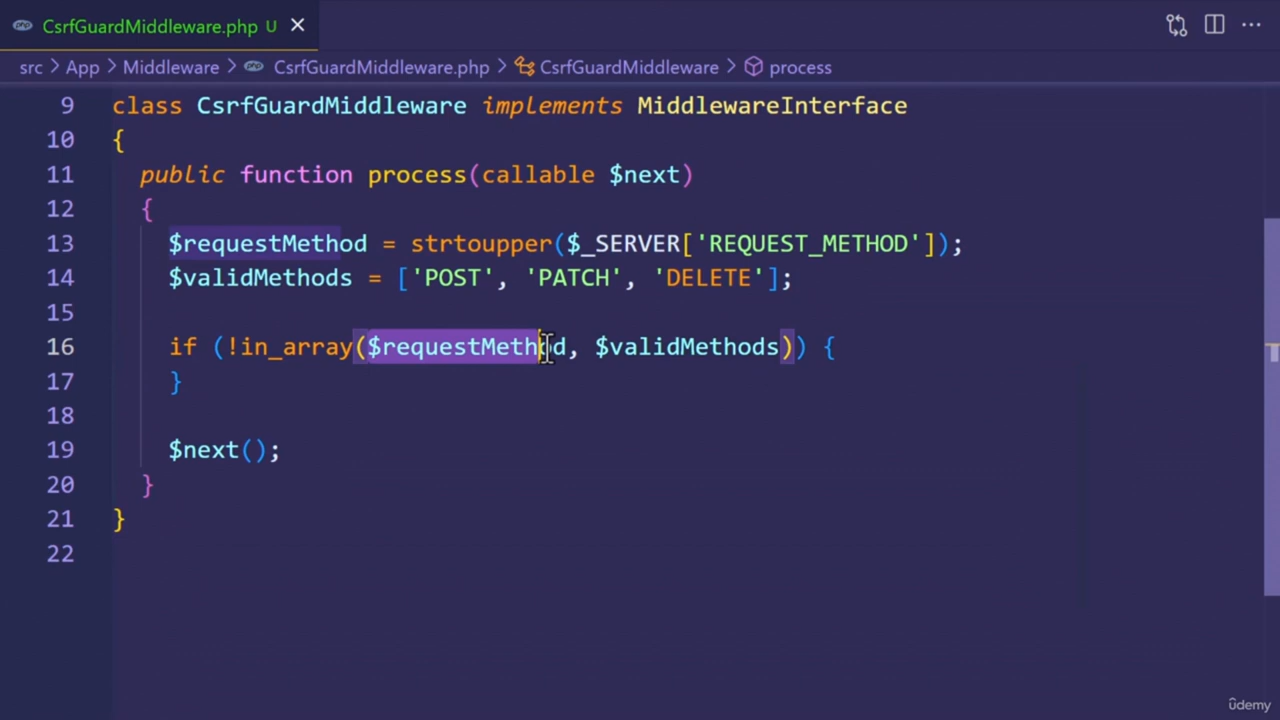 CsrfGuardMiddleware.php U
src > App > Middleware > CsrfGuardMiddleware.php > CsrfGuardMiddleware > process
9 class CsrfGuardMiddleware implements MiddlewareInterface
10 {
11 public function process(callable $next)
12 {
13 $requestMethod = strtoupper($_SERVER['REQUEST_METHOD']);
14 $validMethods = ['POST', 'PATCH', 'DELETE'];
15
16 if (!in_array($requestMethod, $validMethods)) {
17 }
18
19 $next();
20 }
21 }
22
ûdemy